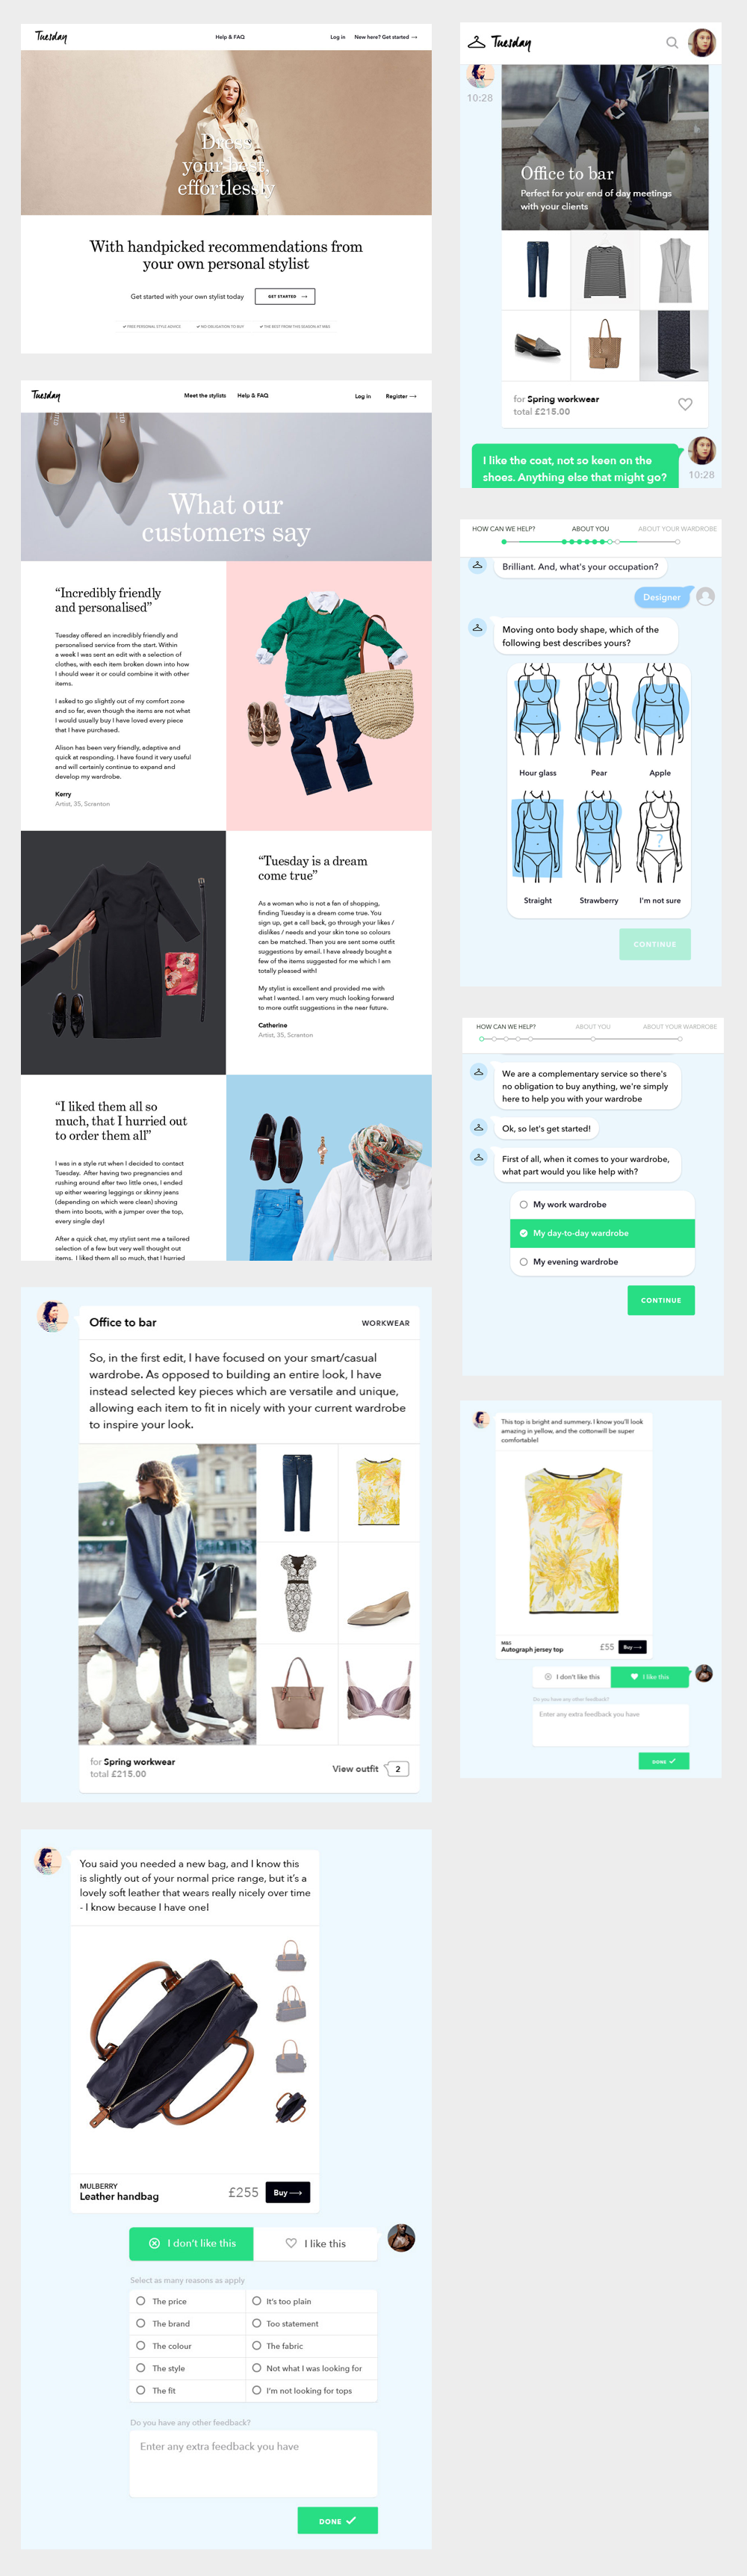 Tuesday
Help & FAQ
Log in
New here? Get started →
Dress
your best,
effortlessly
With handpicked recommendations from
your own personal stylist
Get started with your own stylist today
GET STARTED →
✔ FREE PERSONAL STYLE ADVICE
✔ NO OBLIGATION TO BUY
✔ THE BEST FROM THIS SEASON AT M&S
Tuesday
Meet the stylists
Help & FAQ
Log in
Register →
What our
customers say
“Incredibly friendly
and personalised”
Tuesday offered an incredibly friendly and
personalised service from the start. Within
a week I was sent an edit with a selection of
clothes, with each item broken down into how
I should wear it or could combine it with other
items.
I asked to go slightly out of my comfort zone
and so far, even though the items are not what
I would usually buy I have loved every piece
that I have purchased.
Alison has been very friendly, adaptive and
quick at responding. I have found it very useful
and will certainly continue to expand and
develop my wardrobe.
Kerry
Artist, 35, Scranton
“Tuesday is a dream
come true”
As a woman who is not a fan of shopping,
finding Tuesday is a dream come true. You
sign up, get a call back, go through your likes /
dislikes / needs and your skin tone so colours
can be matched. Then you are sent some outfit
suggestions by email. I have already bought a
few of the items suggested for me which I am
totally pleased with!
My stylist is excellent and provided me with
what I wanted. I am very much looking forward
to more outfit suggestions in the near future.
Catherine
Artist, 35, Scranton
“I liked them all so
much, that I hurried out
to order them all”
I was in a style rut when I decided to contact
Tuesday. After having two pregnancies and
rushing around after two little ones, I ended
up either wearing leggings or skinny jeans
(depending on which were clean) shoving
them into boots, with a jumper over the top,
every single day!
After a quick chat, my stylist sent me a tailored
selection of a few but very well thought out
items. I liked them all so much, that I hurried
Office to bar
WORKWEAR
So, in the first edit, I have focused on your smart/casual
wardrobe. As opposed to building an entire look, I have
instead selected key pieces which are versatile and unique,
allowing each item to fit in nicely with your current wardrobe
to inspire your look.
for Spring workwear
total £215.00
View outfit
2
You said you needed a new bag, and I know this
is slightly out of your normal price range, but it’s a
lovely soft leather that wears really nicely over time
- I know because I have one!
MULBERRY
Leather handbag
£255
Buy →
I don't like this
I like this
Select as many reasons as apply
The price
It's too plain
The brand
Too statement
The colour
The fabric
The style
Not what I was looking for
The fit
I'm not looking for tops
Do you have any other feedback?
Enter any extra feedback you have
DONE ✓
Tuesday
10:28
Office to bar
Perfect for your end of day meetings
with your clients
for Spring workwear
total £215.00
I like the coat, not so keen on the
shoes. Anything else that might go?
10:28
HOW CAN WE HELP?
ABOUT YOU
ABOUT YOUR WARDROBE
Brilliant. And, what's your occupation?
Designer
Moving onto body shape, which of the
following best describes yours?
Hour glass
Pear
Apple
?
Straight
Strawberry
I'm not sure
CONTINUE
HOW CAN WE HELP?
ABOUT YOU
ABOUT YOUR WARDROBE
We are a complementary service so there's
no obligation to buy anything, we're simply
here to help you with your wardrobe
Ok, so let's get started!
First of all, when it comes to your wardrobe,
what part would you like help with?
My work wardrobe
My day-to-day wardrobe
My evening wardrobe
CONTINUE
This top is bright and summery. I know you'll look
amazing in yellow, and the cottonwill be super
comfortable!
M&S
Autograph jersey top
£55
Buy →
I don't like this
I like this
Do you have any other feedback?
Enter any extra feedback you have
DONE ✓